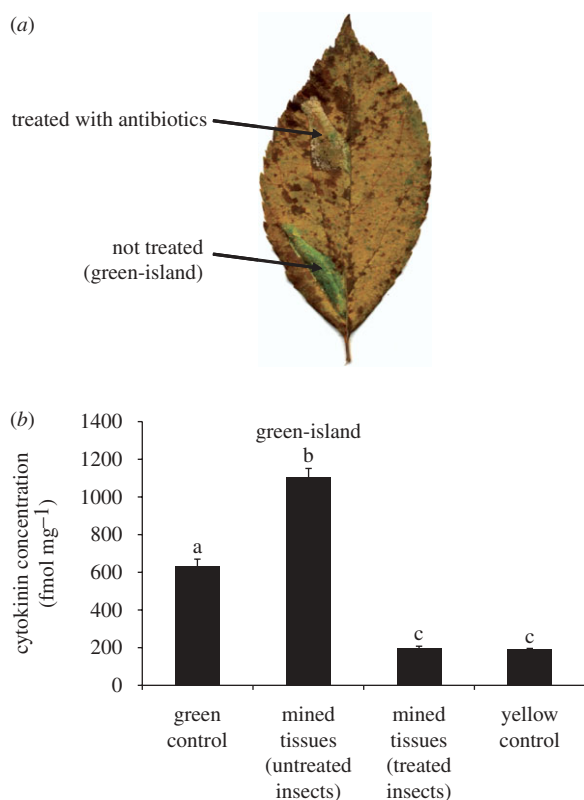 (a)
treated with antibiotics
not treated
(green-island)
(b)
1400
1200
1000
800
600
400
200
0
cytokinin concentration
(fmol mg−1)
green-island
a
b
c
c
green
control
mined
tissues
(untreated
insects)
mined
tissues
(treated
insects)
yellow
control